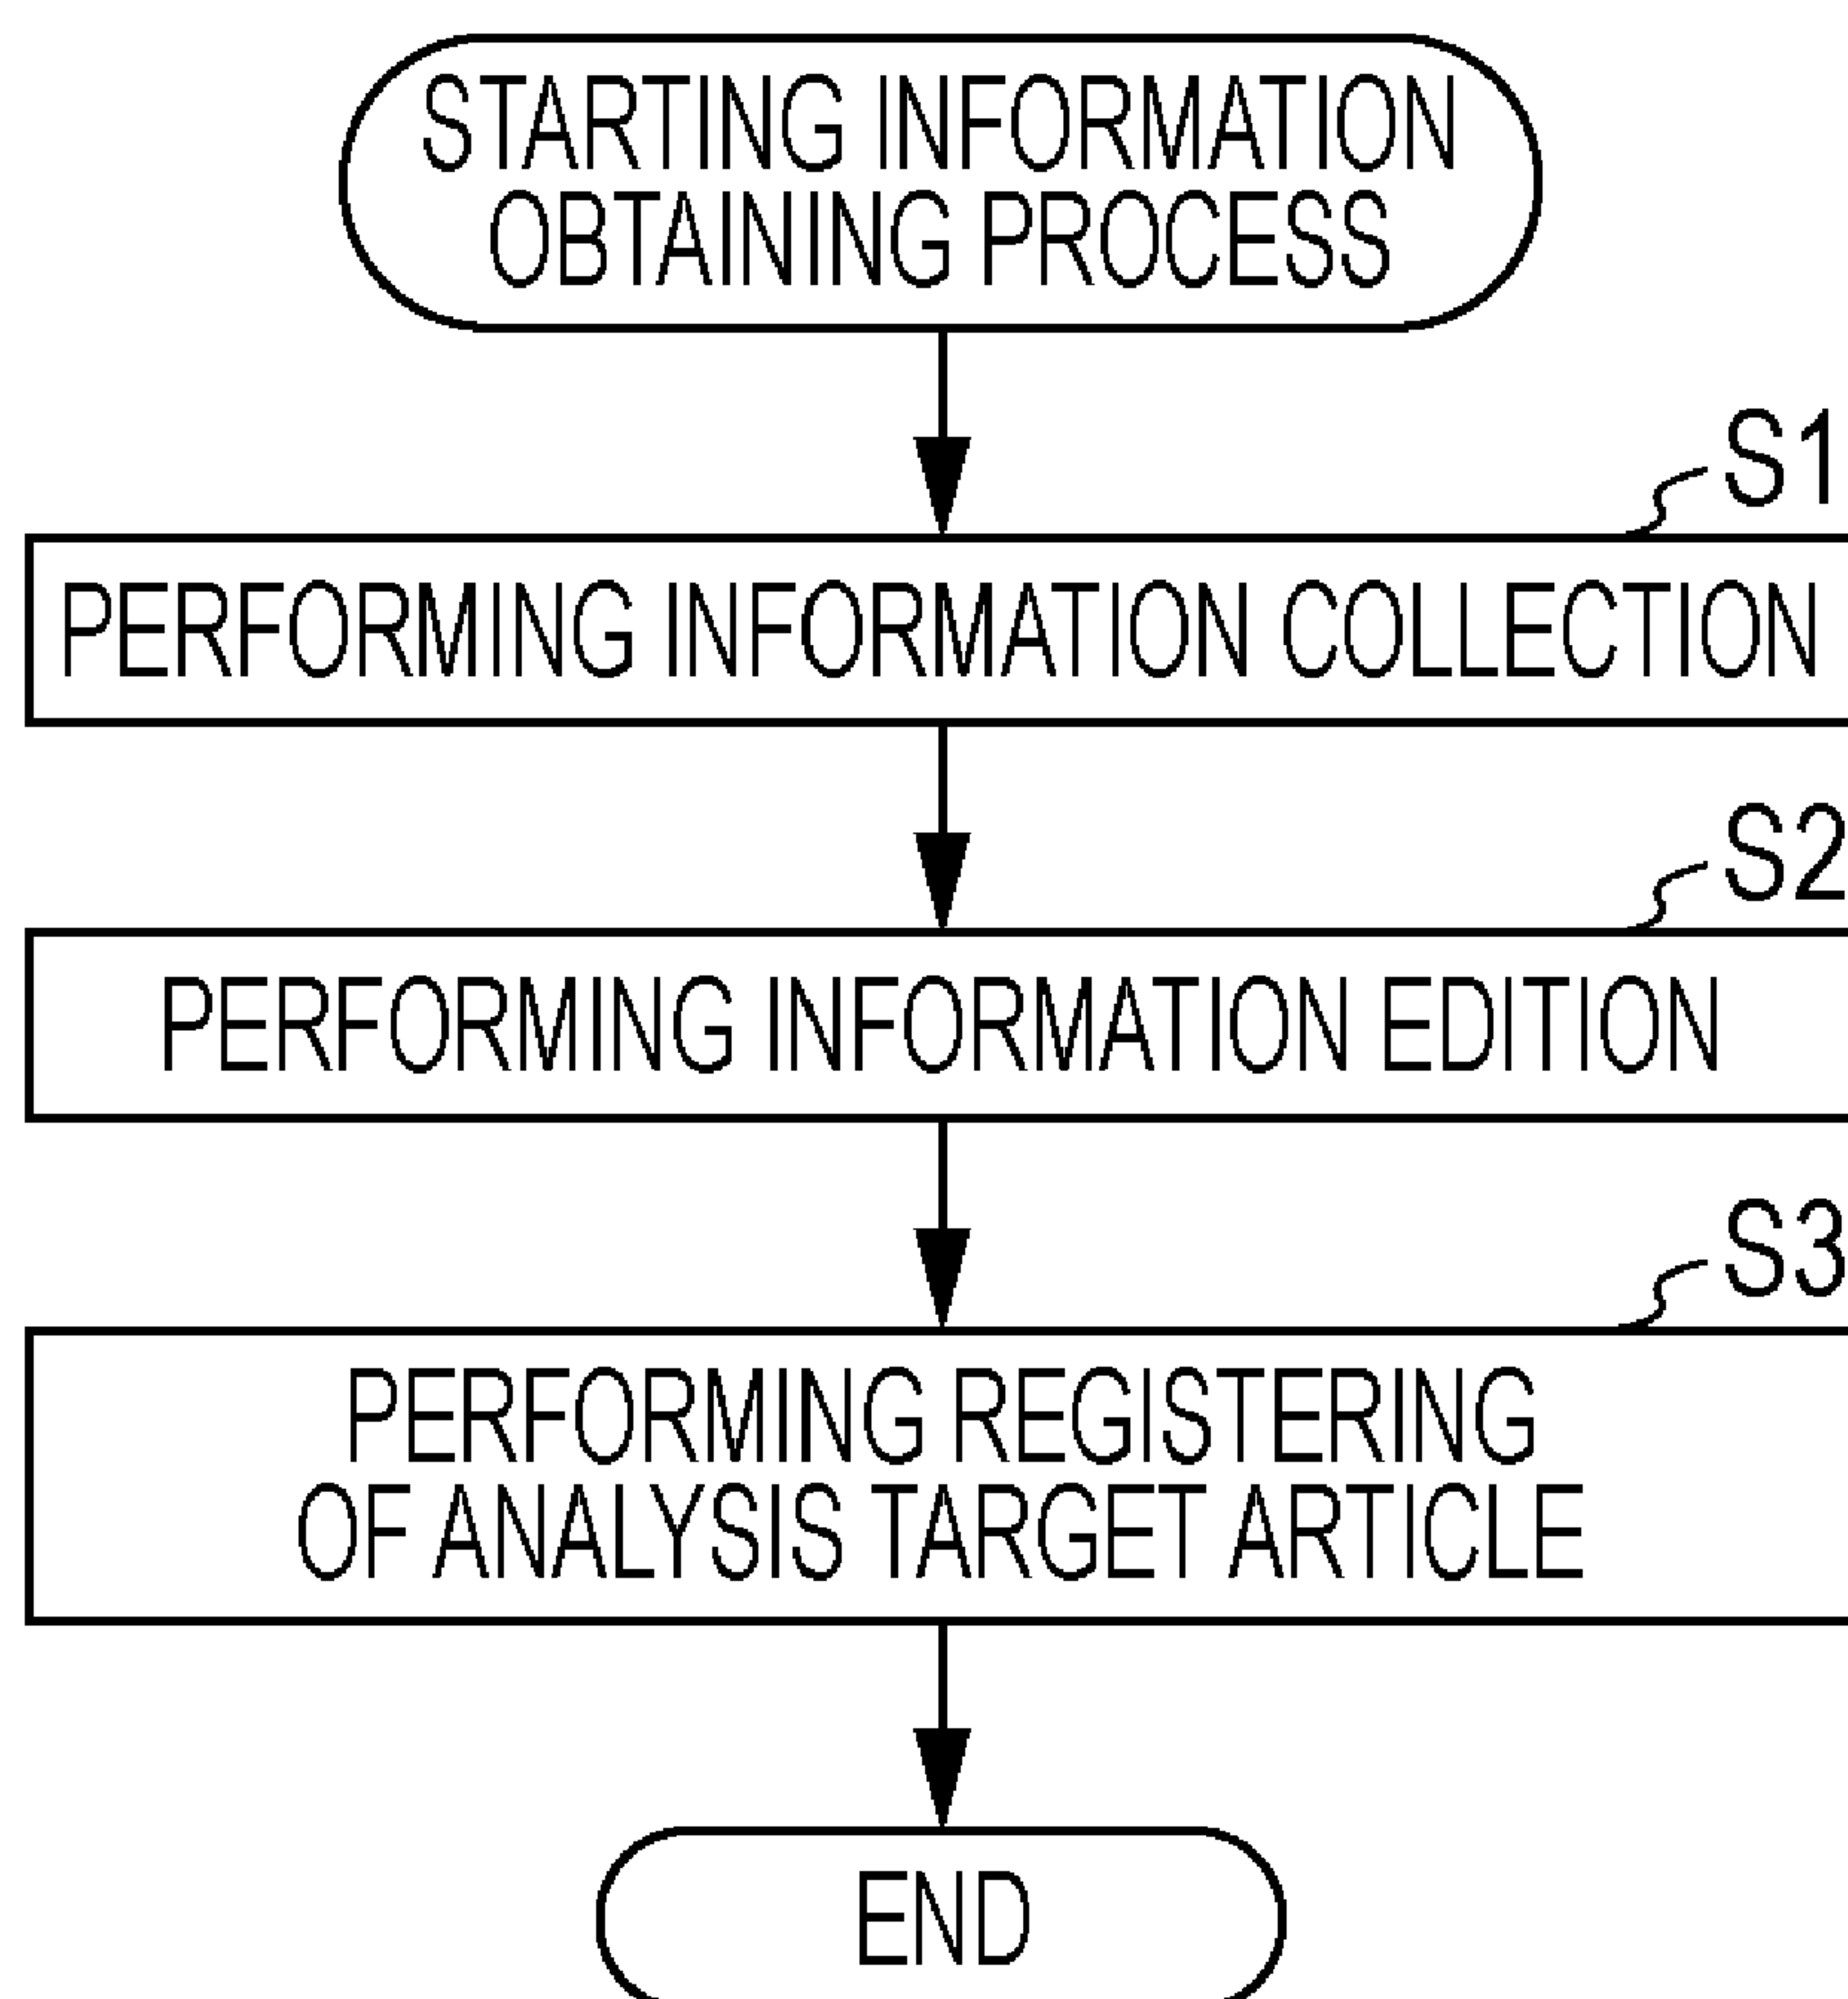 STARTING INFORMATION
OBTAINING PROCESS
S1
PERFORMING INFORMATION COLLECTION
S2
PERFORMING INFORMATION EDITION
S3
PERFORMING REGISTERING
OF ANALYSIS TARGET ARTICLE
END